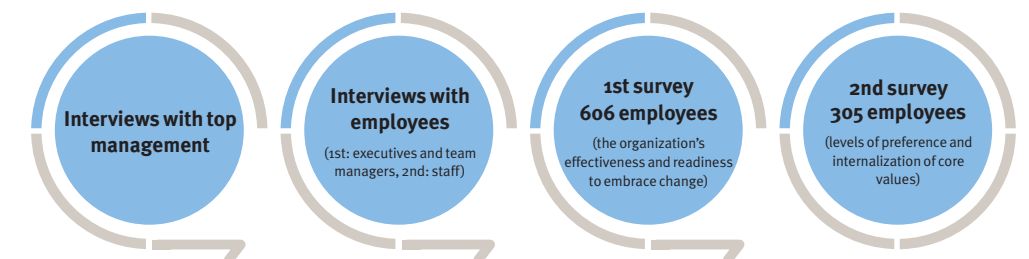 Interviews with top
management
Interviews with
employees
(1st: executives and team
managers, 2nd: staff)
1st survey
606 employees
(the organization's
effectiveness and readiness
to embrace change)
2nd survey
305 employees
(levels of preference and
internalization of core
values)